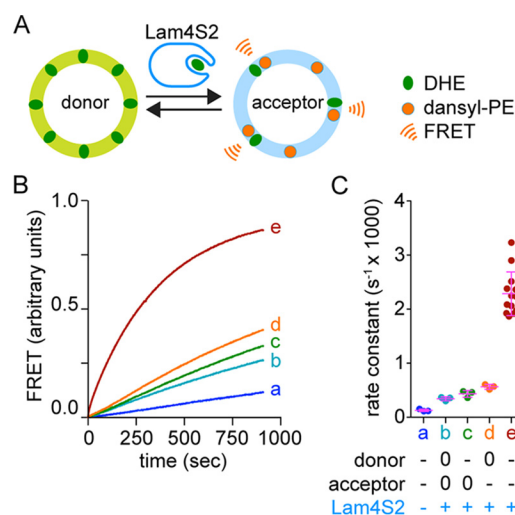 A
Lam4S2
donor
acceptor
DHE
dansyl-PE
FRET
B
FRET (arbitrary units)
1.0
0.5
0.0
0 250 500 750 1000
time (sec)
e
d
c
b
a
C
rate constant (s⁻¹ x 1000)
4
3
2
1
0
a b c d e
donor - 0 0 0 -
acceptor - 0 0 - -
Lam4S2 - + + + +